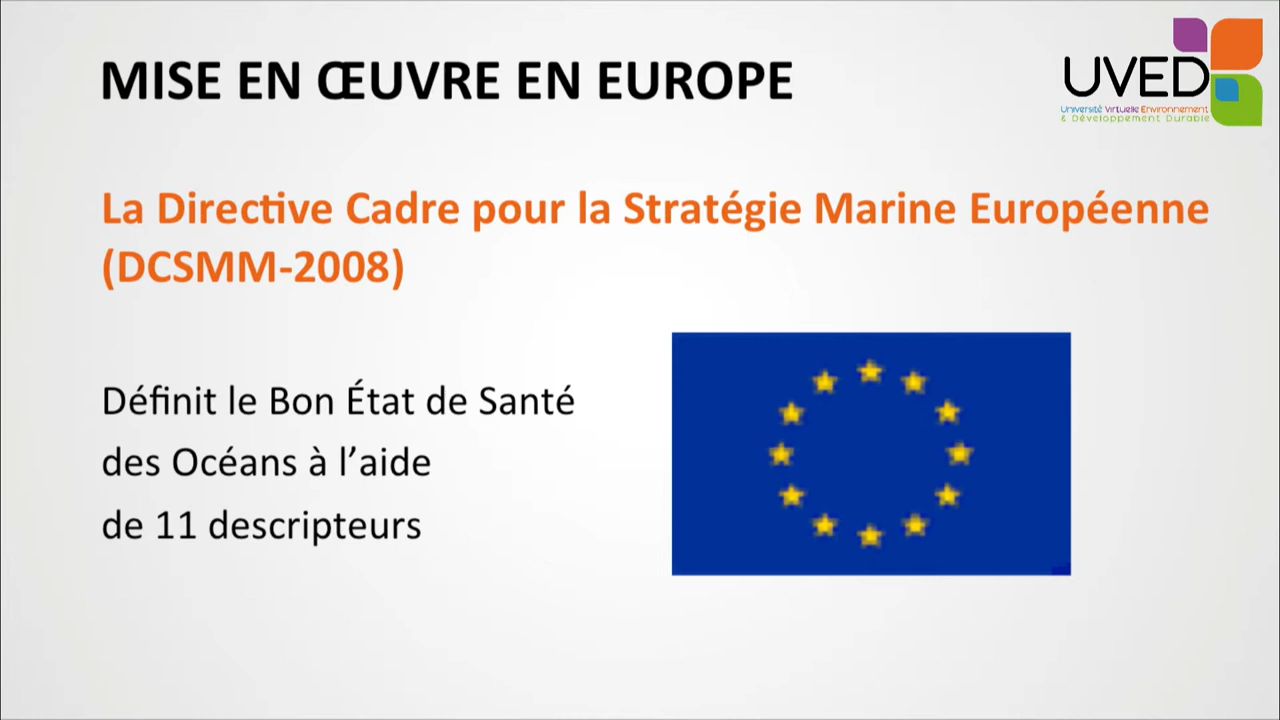 MISE EN ŒUVRE EN EUROPE
UVED
Université Virtuelle Environnement
& Développement Durable
La Directive Cadre pour la Stratégie Marine Européenne
(DCSMM-2008)
Définit le Bon État de Santé
des Océans à l’aide
de 11 descripteurs